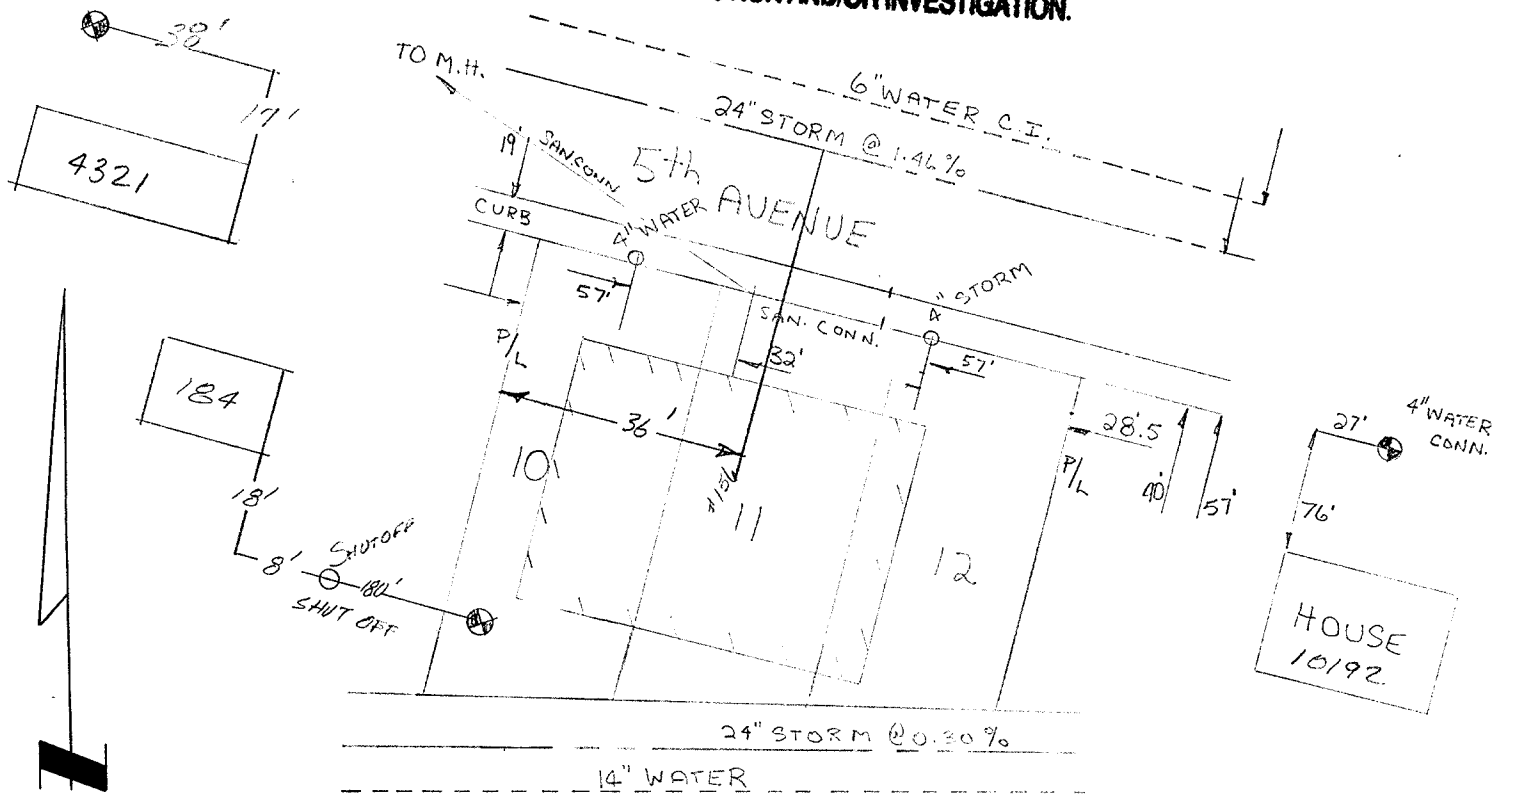 AND/OR INVESTIGATION.
38'
17'
4321
TO M.H.
6" WATER C.I.
24" STORM @ 1.46%
19'
SAN.CONN
5th AVENUE
CURB
4" WATER
57'
P/L
SAN. CONN.
32'
4" STORM
57'
36'
10
11
12
28.5'
P/L
40'
57'
27'
4" WATER
CONN.
76'
HOUSE
10192
184
18'
8'
SHUTOFF
180'
SHUT OFF
24" STORM @ 0.30%
14" WATER